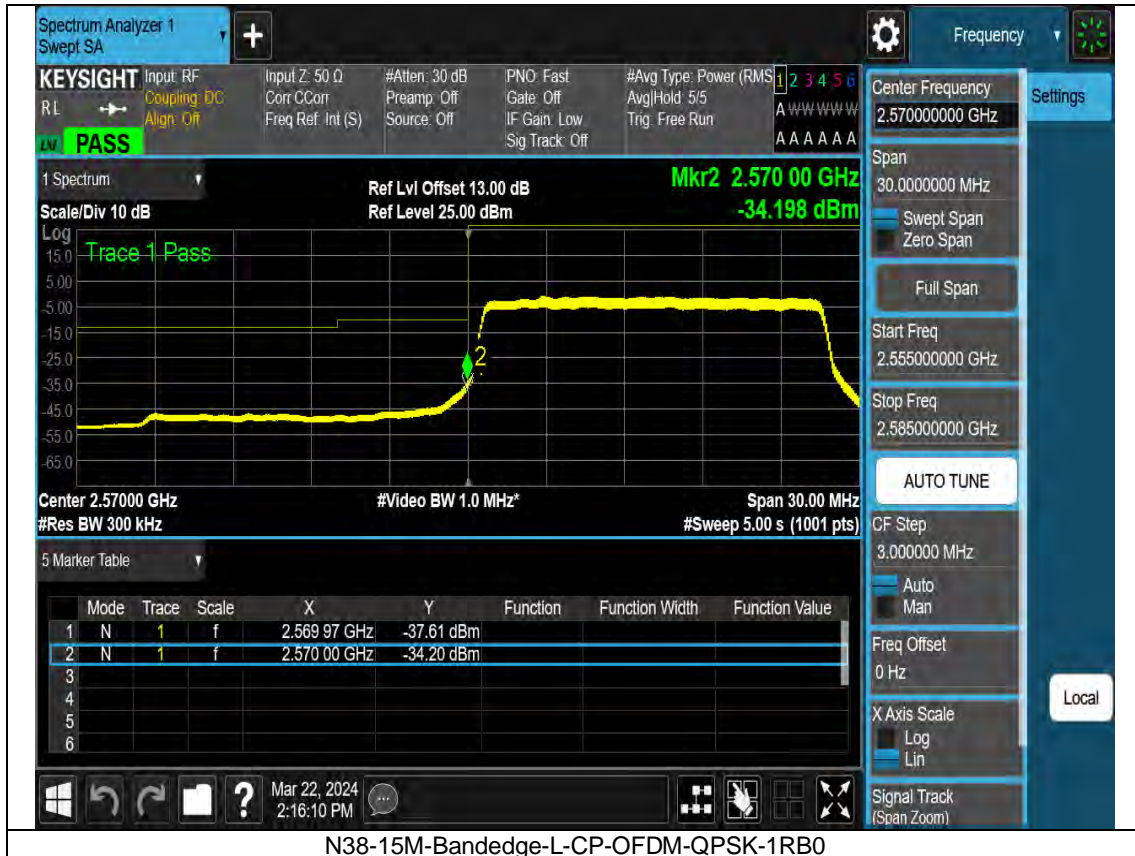 Spectrum Analyzer 1
Swept SA
+
Frequency
KEYSIGHT
RL
PASS
Input: RF
Coupling: DC
Align: Off
Input Z: 50 Ω
Corr CCorr
Freq Ref: Int (S)
#Atten: 30 dB
Preamp: Off
Source: Off
PNO: Fast
Gate: Off
IF Gain: Low
Sig Track: Off
#Avg Type: Power (RMS
Avg|Hold: 5/5
Trig: Free Run
1 2 3 4 5 6
A W W W W W
A A A A A A
1 Spectrum
Scale/Div 10 dB
Ref Lvl Offset 13.00 dB
Ref Level 25.00 dBm
Mkr2 2.570 00 GHz
-34.198 dBm
Log
Trace 1 Pass
15.0
5.00
-5.00
-15.0
-25.0
-35.0
-45.0
-55.0
-65.0
2
Center 2.57000 GHz
#Video BW 1.0 MHz*
Span 30.00 MHz
#Res BW 300 kHz
#Sweep 5.00 s (1001 pts)
5 Marker Table
Mode Trace Scale X Y Function Function Width Function Value
1 N 1 f 2.569 97 GHz -37.61 dBm
2 N 1 f 2.570 00 GHz -34.20 dBm
3
4
5
6
Mar 22, 2024
2:16:10 PM
Center Frequency
2.570000000 GHz
Settings
Span
30.0000000 MHz
Swept Span
Zero Span
Full Span
Start Freq
2.555000000 GHz
Stop Freq
2.585000000 GHz
AUTO TUNE
CF Step
3.000000 MHz
Auto
Man
Freq Offset
0 Hz
X Axis Scale
Log
Lin
Local
Signal Track
(Span Zoom)
N38-15M-Bandedge-L-CP-OFDM-QPSK-1RB0